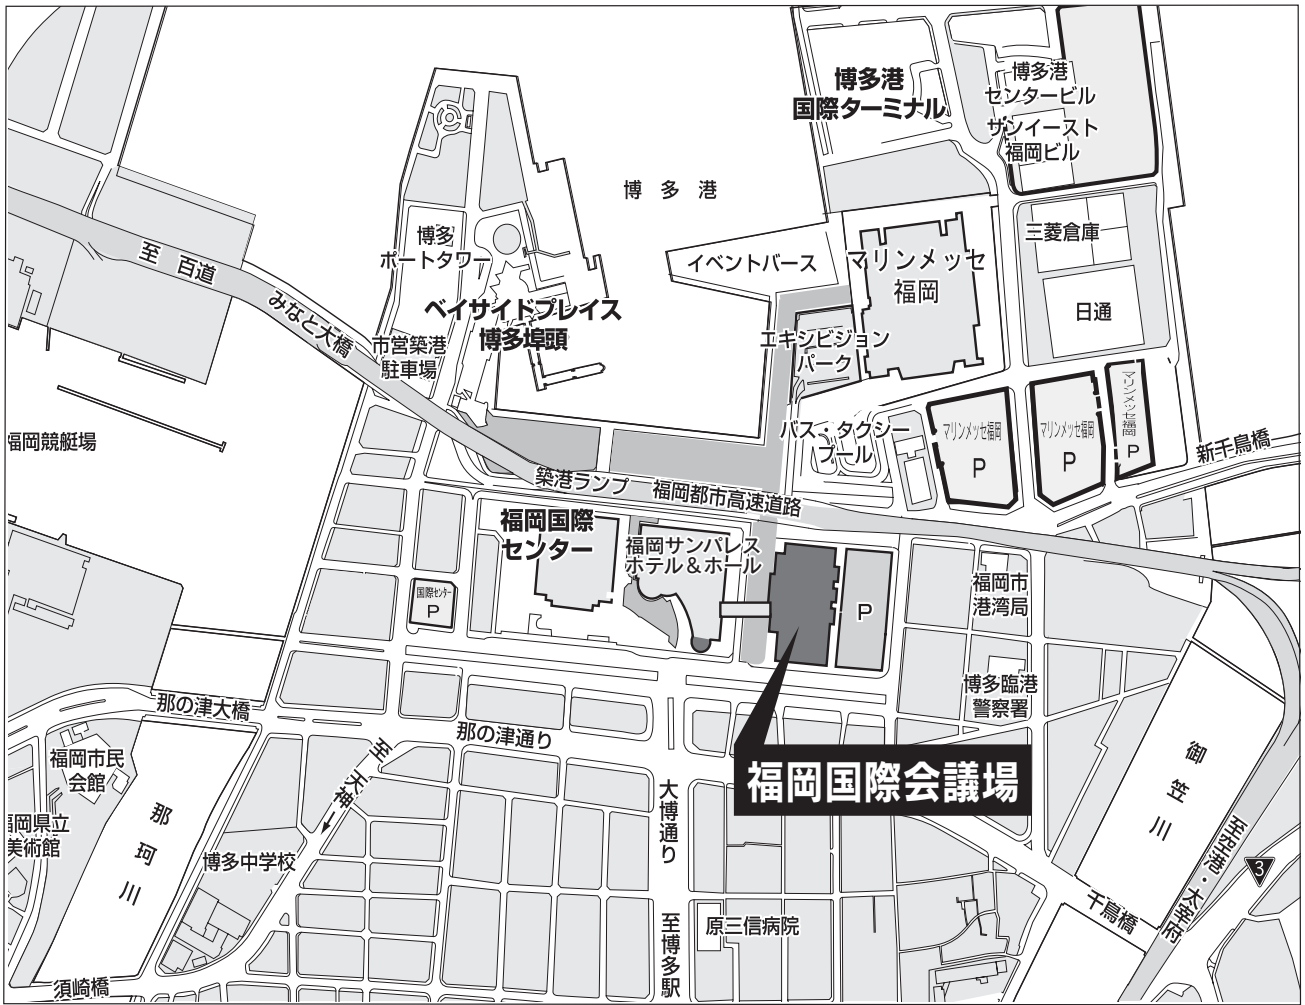 博多港
国際ターミナル
博多港
センタービル
サンイースト
福岡ビル
博多港
三菱倉庫
日通
マリンメッセ
福岡
イベントバース
エキシビジョン
パーク
バス・タクシー
プール
マリンメッセ福岡
P
マリンメッセ福岡
P
マリンメッセ福岡
P
新千鳥橋
至 百道
みなと大橋
博多
ポートタワー
ベイサイドプレイス
博多埠頭
市営築港
駐車場
福岡競艇場
築港ランプ
福岡都市高速道路
福岡国際
センター
福岡サンパレス
ホテル&ホール
国際センター
P
P
福岡市
港湾局
博多臨港
警察署
福岡国際会議場
那の津大橋
那の津通り
至 天神
福岡市民
会館
福岡県立
美術館
那珂川
博多中学校
須崎橋
大博通り
至博多駅
原三信病院
御笠川
千鳥橋
至空港・太宰府
3